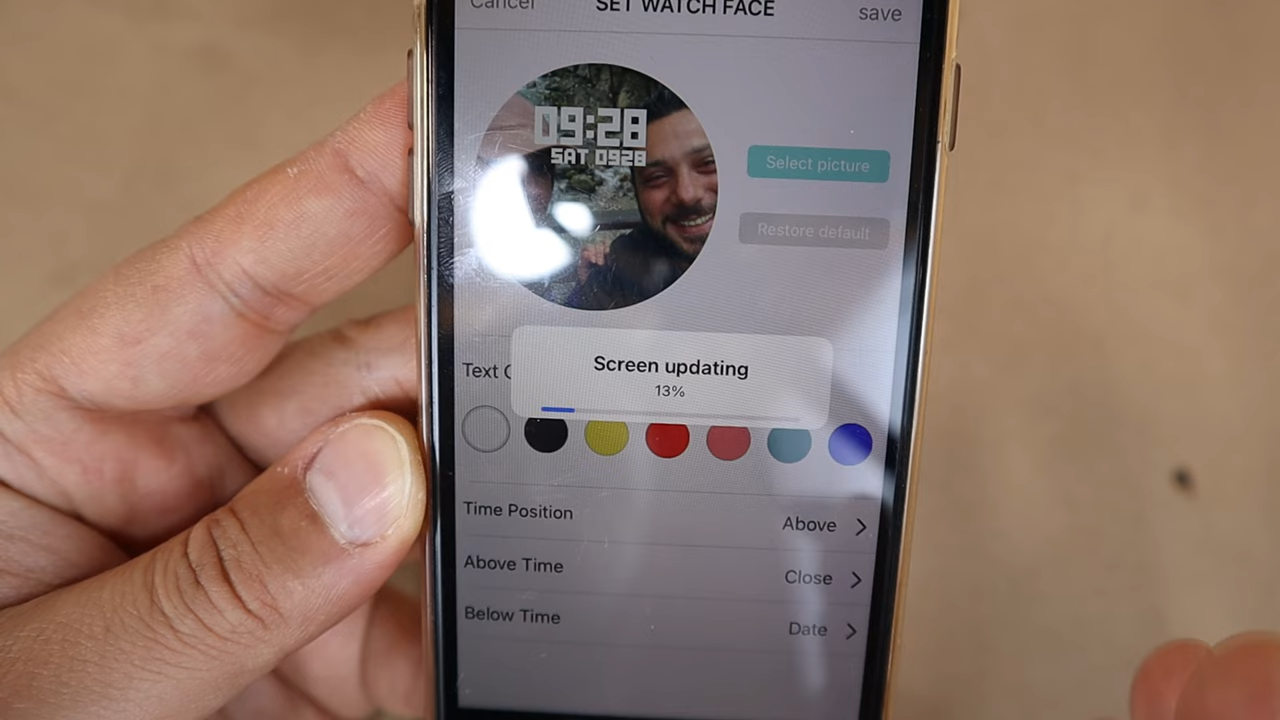 Cancel
SET WATCH FACE
save
09:28
SAT 0928
Select picture
Restore default
Screen updating
13%
Text
Time Position
Above
Above Time
Close
Below Time
Date